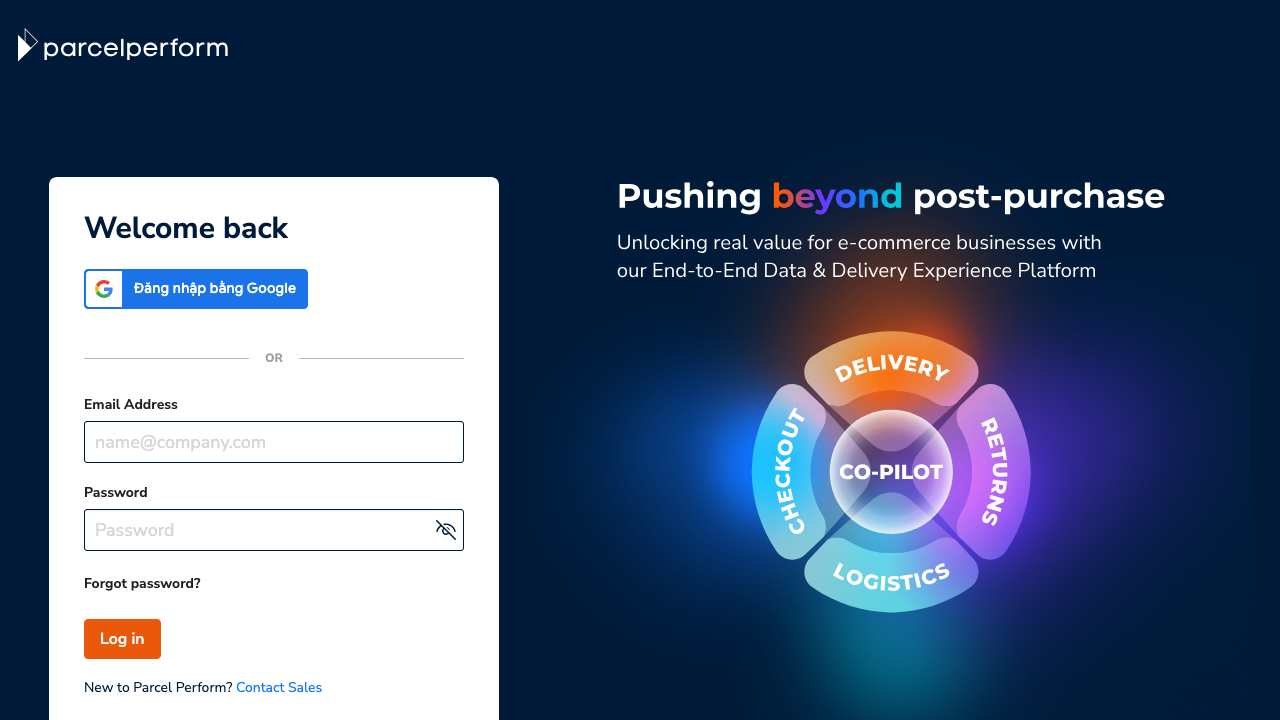 parcelperform
Welcome back
Đăng nhập bằng Google
OR
Email Address
name@company.com
Password
Password
Forgot password?
Log in
New to Parcel Perform? Contact Sales
Pushing beyond post-purchase
Unlocking real value for e-commerce businesses with
our End-to-End Data & Delivery Experience Platform
DELIVERY
CHECKOUT
CO-PILOT
RETURNS
LOGISTICS